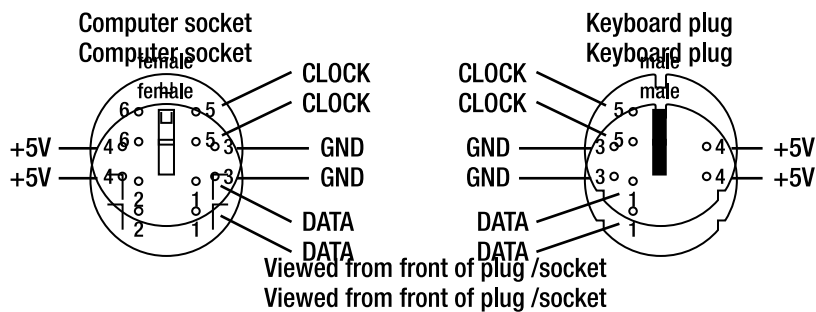 Computer socket
Keyboard plug
Computer socket
Keyboard plug
female
male
female
male
CLOCK
CLOCK
6
5
5
CLOCK
CLOCK
6
5
5
+5V
4
3
GND
GND
3
4
+5V
+5V
4
3
GND
GND
3
4
+5V
2
1
1
DATA
DATA
2
1
1
DATA
DATA
Viewed from front of plug /socket
Viewed from front of plug /socket